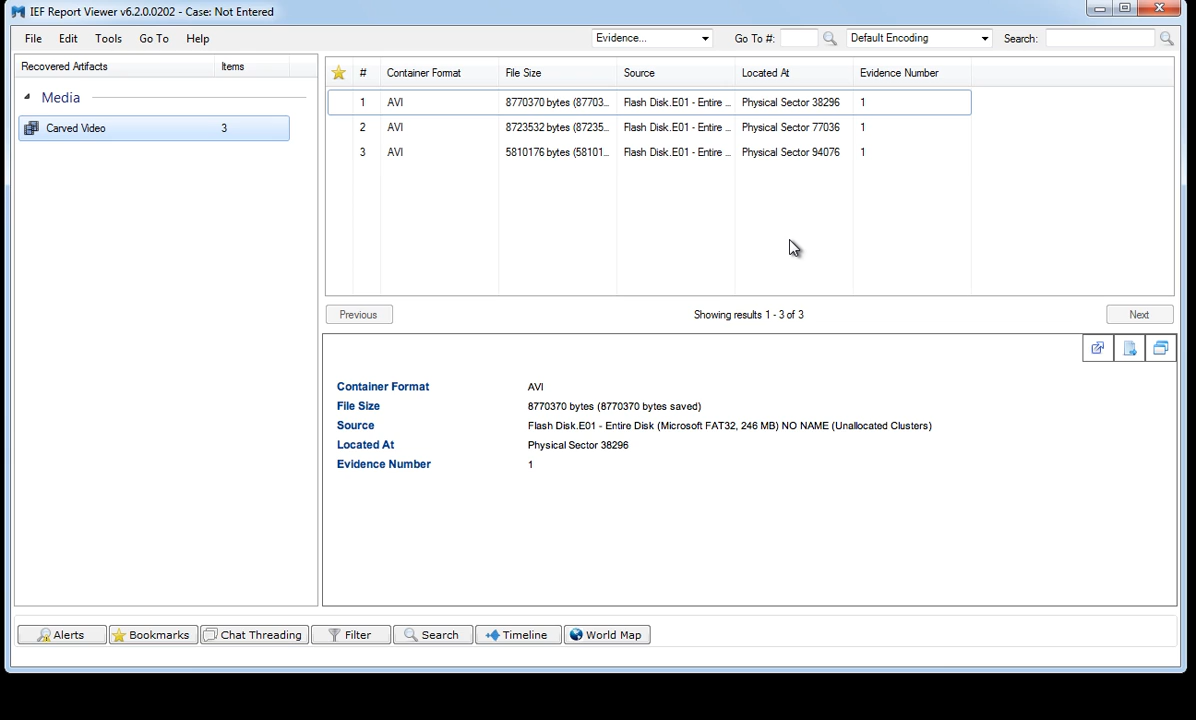 IEF Report Viewer v6.2.0.0202 - Case: Not Entered
File Edit Tools Go To Help Evidence... Go To #: Default Encoding Search:
Recovered Artifacts Items
Media
Carved Video 3
# Container Format File Size Source Located At Evidence Number
1 AVI 8770370 bytes (87703... Flash Disk.E01 - Entire ... Physical Sector 38296 1
2 AVI 8723532 bytes (87235... Flash Disk.E01 - Entire ... Physical Sector 77036 1
3 AVI 5810176 bytes (58101... Flash Disk.E01 - Entire ... Physical Sector 94076 1
Previous Showing results 1 - 3 of 3 Next
Container Format AVI
File Size 8770370 bytes (8770370 bytes saved)
Source Flash Disk.E01 - Entire Disk (Microsoft FAT32, 246 MB) NO NAME (Unallocated Clusters)
Located At Physical Sector 38296
Evidence Number 1
Alerts Bookmarks Chat Threading Filter Search Timeline World Map